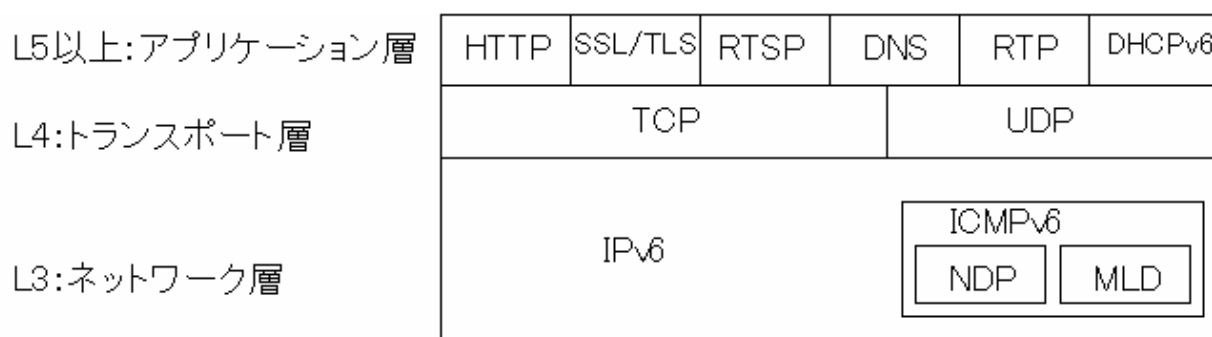 L5以上:アプリケーション層 HTTP SSL/TLS RTSP DNS RTP DHCPv6
L4:トランスポート層 TCP UDP
ICMPv6
IPv6
L3:ネットワーク層 NDP MLD